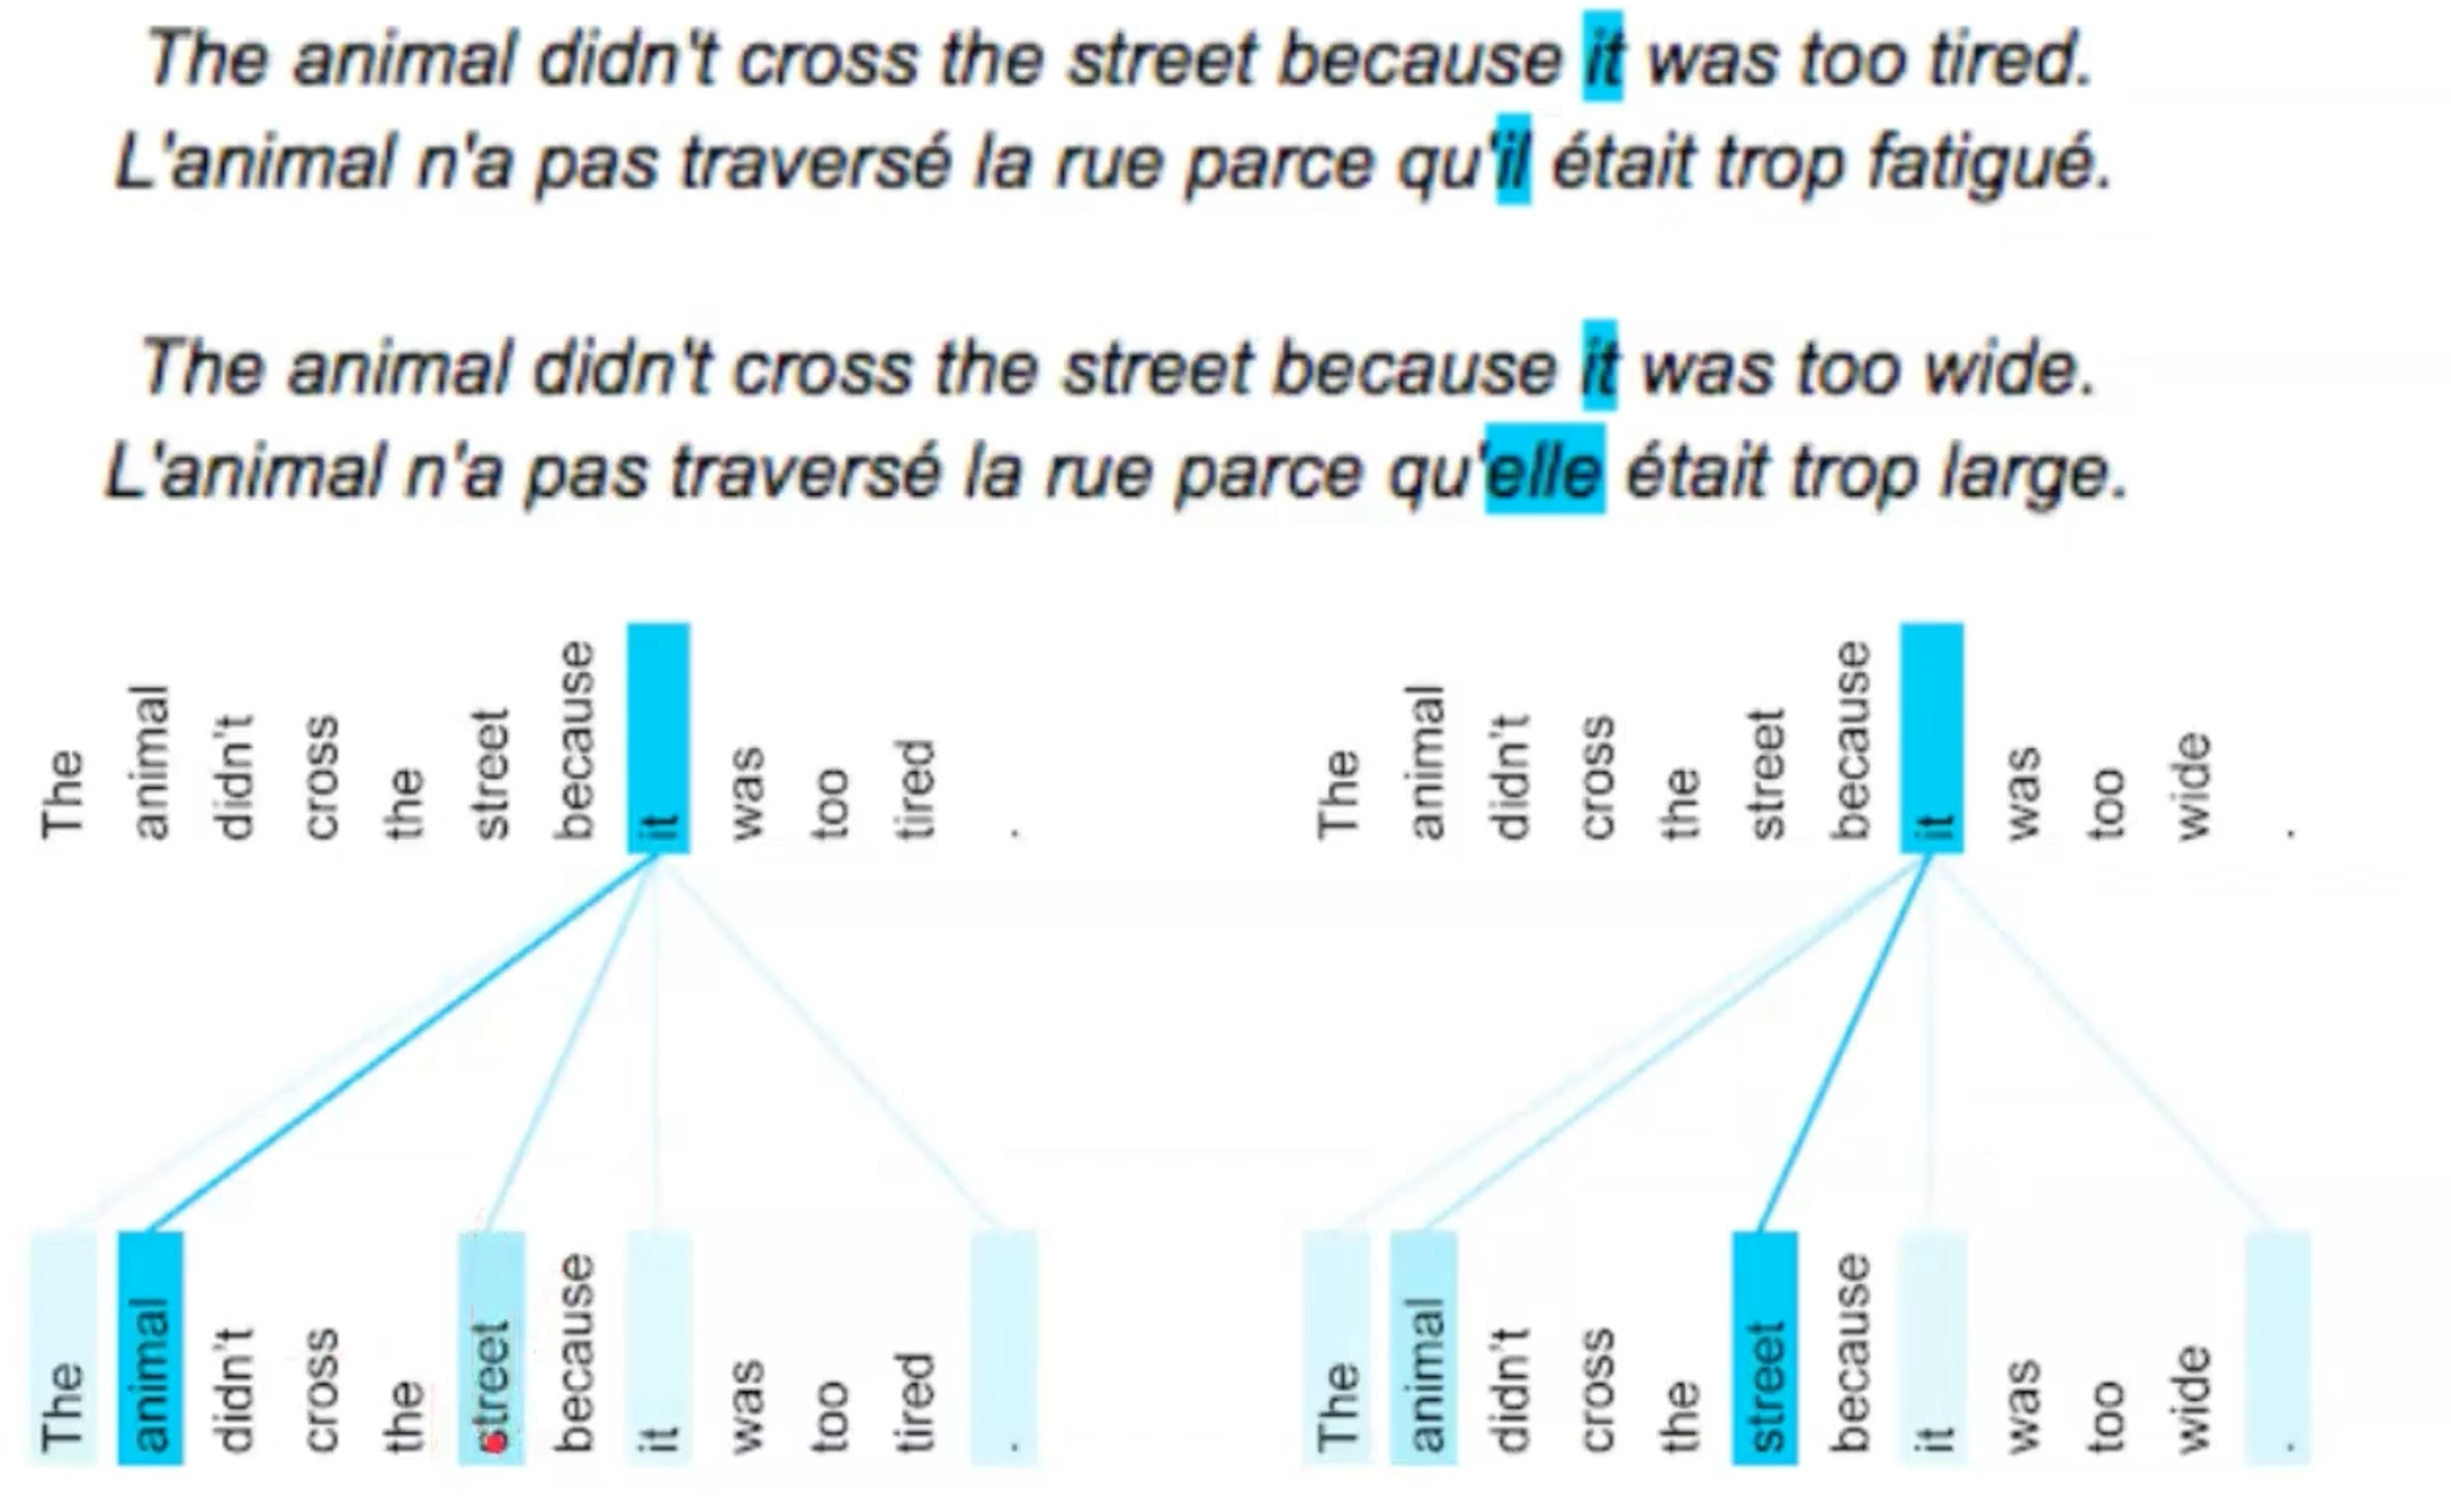 The animal didn't cross the street because it was too tired.
L'animal n'a pas traversé la rue parce qu'il était trop fatigué.
The animal didn't cross the street because it was too wide.
L'animal n'a pas traversé la rue parce qu'elle était trop large.
The animal didn't cross the street because it was too tired .
The animal didn't cross the street because it was too wide .
The animal didn't cross the street because it was too tired .
The animal didn't cross the street because it was too wide .